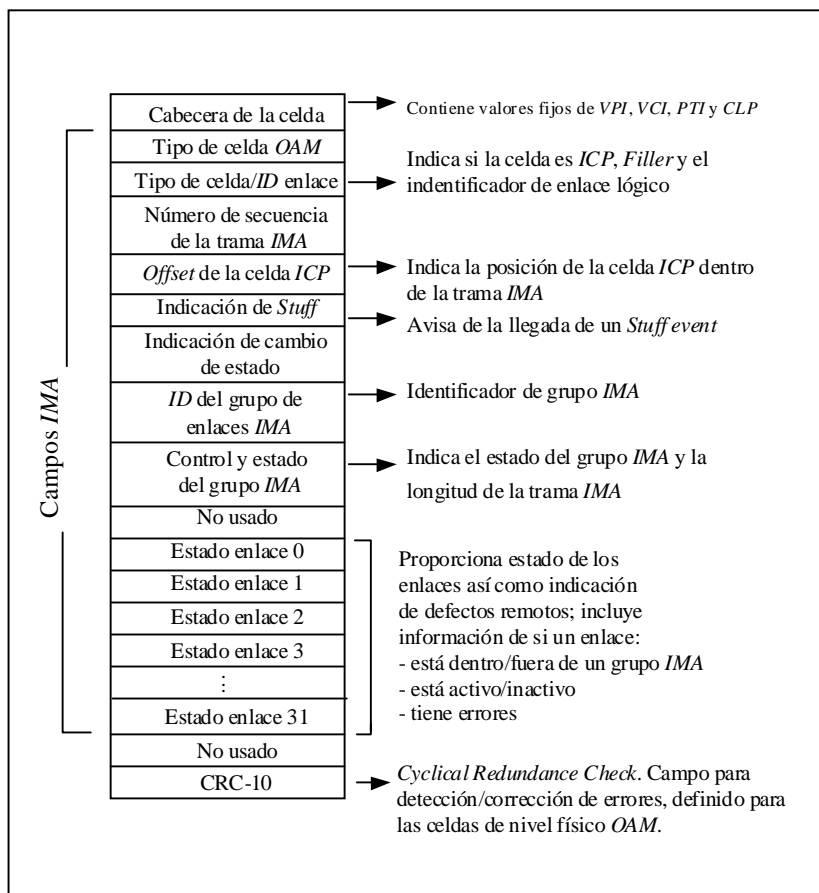 Cabecera de la celda
Contiene valores fijos de VPI, VCI, PTI y CLP
Tipo de celda OAM
Tipo de celda/ID enlace
Indica si la celda es ICP, Filler y el
indentificador de enlace lógico
Número de secuencia
de la trama IMA
Offset de la celda ICP
Indica la posición de la celda ICP dentro
de la trama IMA
Indicación de Stuff
Avisa de la llegada de un Stuff event
Indicación de cambio
de estado
ID del grupo de
enlaces IMA
Identificador de grupo IMA
Control y estado
del grupo IMA
Indica el estado del grupo IMA y la
longitud de la trama IMA
No usado
Estado enlace 0
Estado enlace 1
Estado enlace 2
Estado enlace 3
⋮
Estado enlace 31
Proporciona estado de los
enlaces así como indicación
de defectos remotos; incluye
información de si un enlace:
- está dentro/fuera de un grupo IMA
- está activo/inactivo
- tiene errores
No usado
CRC-10
Cyclical Redundance Check. Campo para
detección/corrección de errores, definido para
las celdas de nivel físico OAM.
Campos IMA